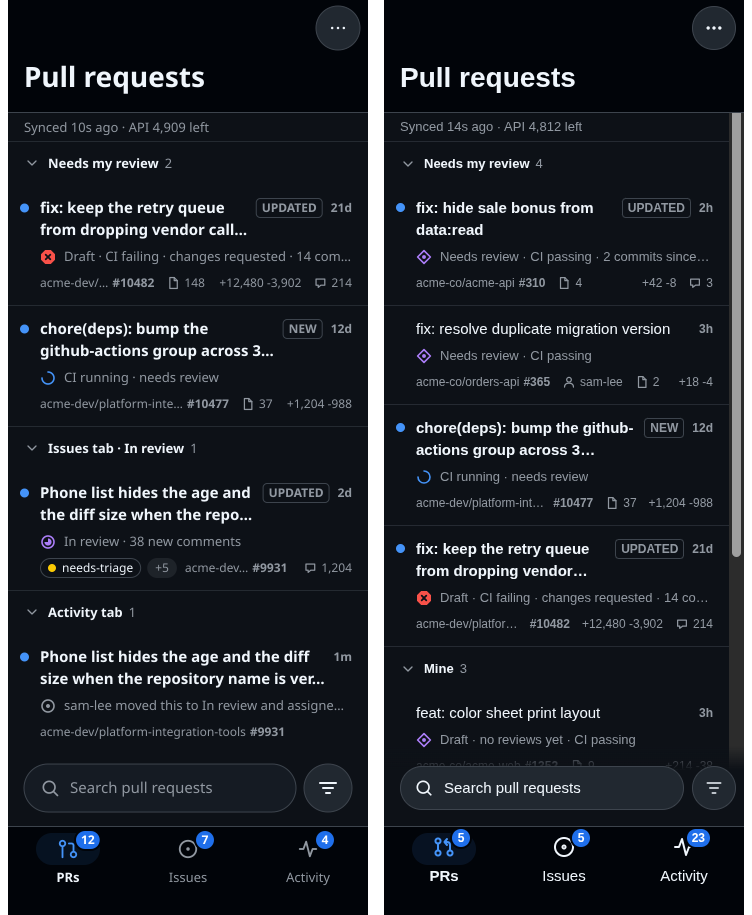 Pull requests
Synced 10s ago · API 4,909 left
Needs my review 2
fix: keep the retry queue UPDATED 21d
from dropping vendor call...
Draft · CI failing · changes requested · 14 com...
acme-dev/... #10482 148 +12,480 -3,902 214
chore(deps): bump the NEW 12d
github-actions group across 3...
CI running · needs review
acme-dev/platform-inte... #10477 37 +1,204 -988
Issues tab · In review 1
Phone list hides the age and UPDATED 2d
the diff size when the repo...
In review · 38 new comments
needs-triage +5 acme-dev... #9931 1,204
Activity tab 1
Phone list hides the age and the diff 1m
size when the repository name is ver...
sam-lee moved this to In review and assigne...
acme-dev/platform-integration-tools #9931
Search pull requests
12 7 4
PRs Issues Activity
Pull requests
Synced 14s ago · API 4,812 left
Needs my review 4
fix: hide sale bonus from UPDATED 2h
data:read
Needs review · CI passing · 2 commits since...
acme-co/acme-api #310 4 +42 -8 3
fix: resolve duplicate migration version 3h
Needs review · CI passing
acme-co/orders-api #365 sam-lee 2 +18 -4
chore(deps): bump the github- NEW 12d
actions group across 3...
CI running · needs review
acme-dev/platform-int... #10477 37 +1,204 -988
fix: keep the retry queue UPDATED 21d
from dropping vendor...
Draft · CI failing · changes requested · 14 co...
acme-dev/platfor... #10482 +12,480 -3,902 214
Mine 3
feat: color sheet print layout 3h
Draft · no reviews yet · CI passing
Search pull requests
5 5 23
PRs Issues Activity